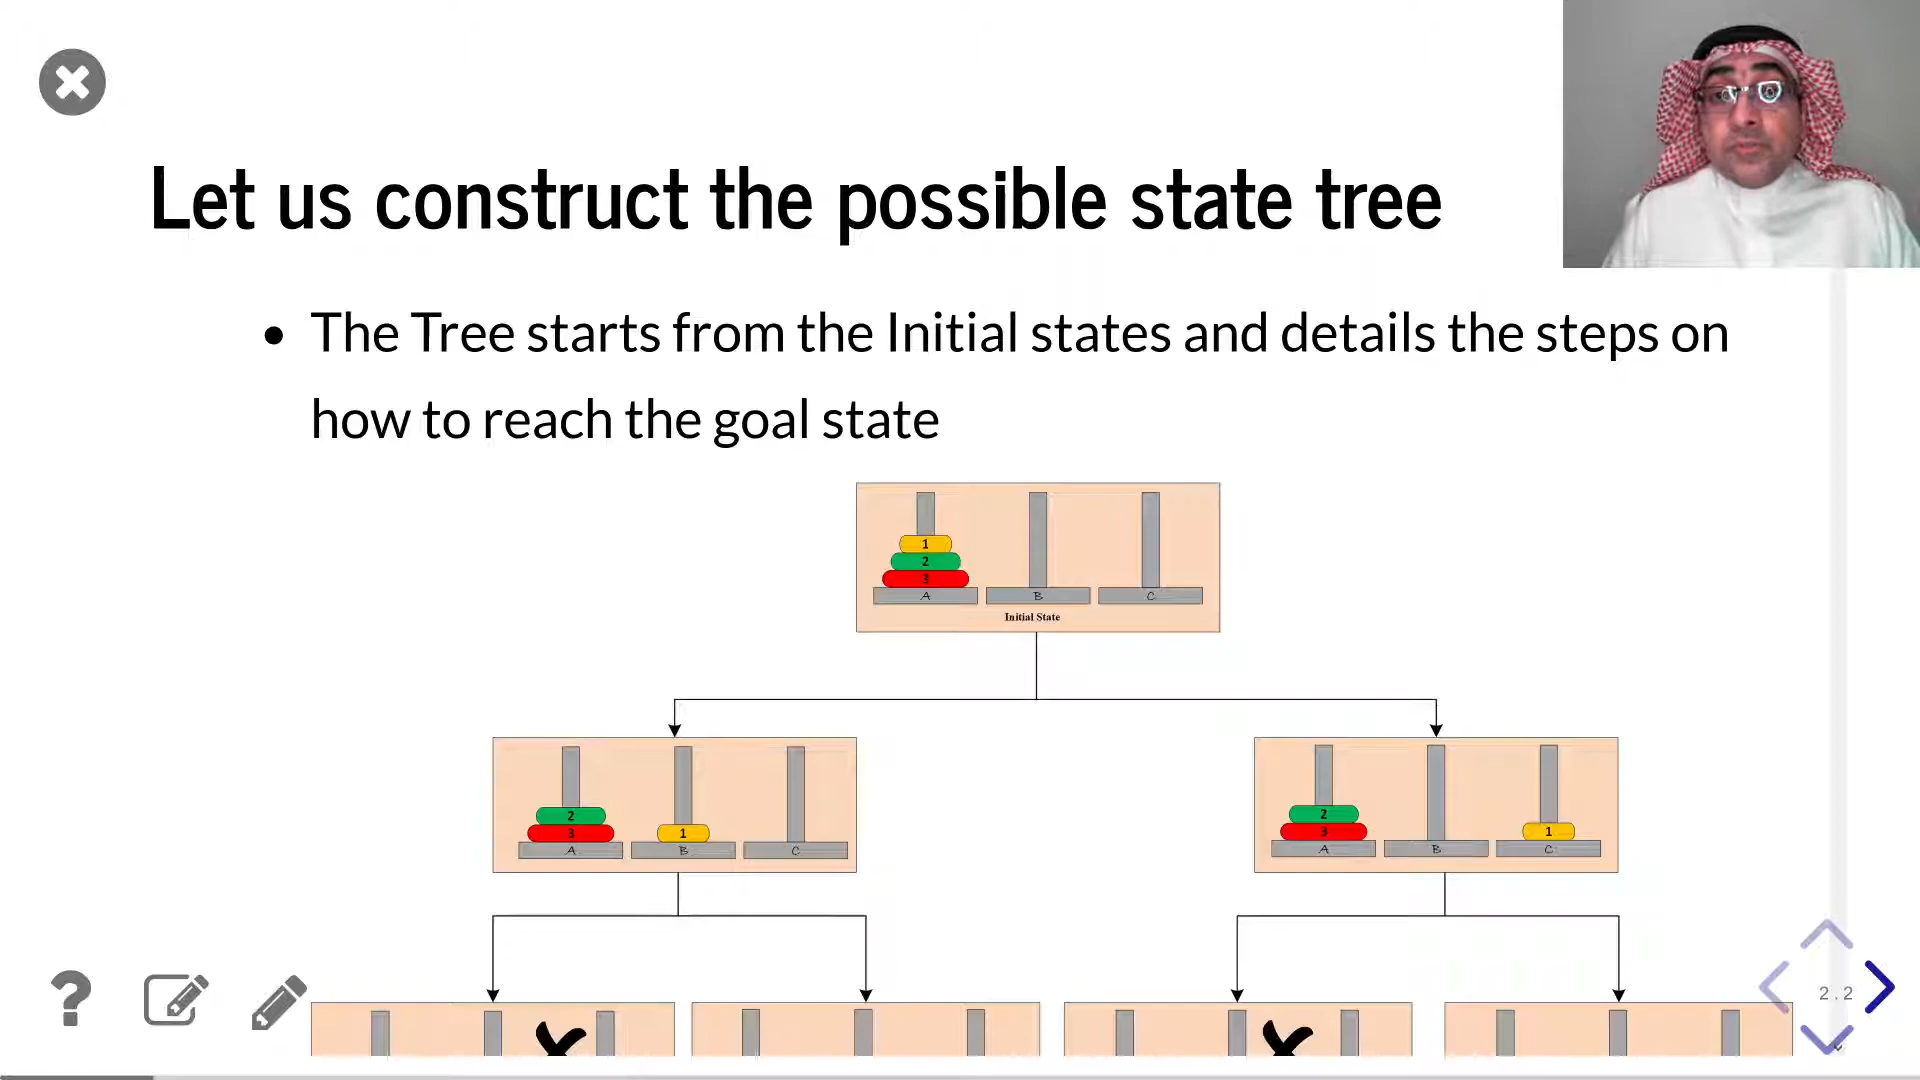 Let us construct the possible state tree
• The Tree starts from the Initial states and details the steps on
how to reach the goal state
1
2
3
A B C
Initial State
2
3 1
A B C
2
3 1
A B C
2.2